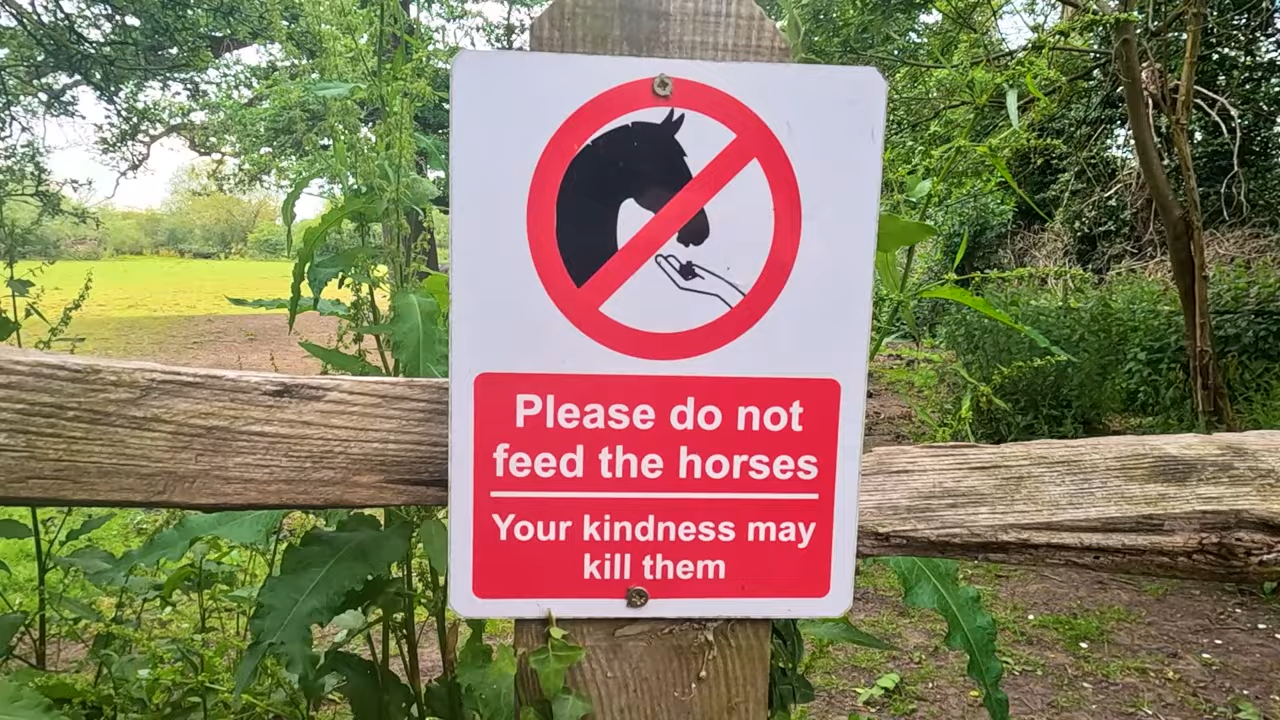 Please do not
feed the horses
Your kindness may
kill them